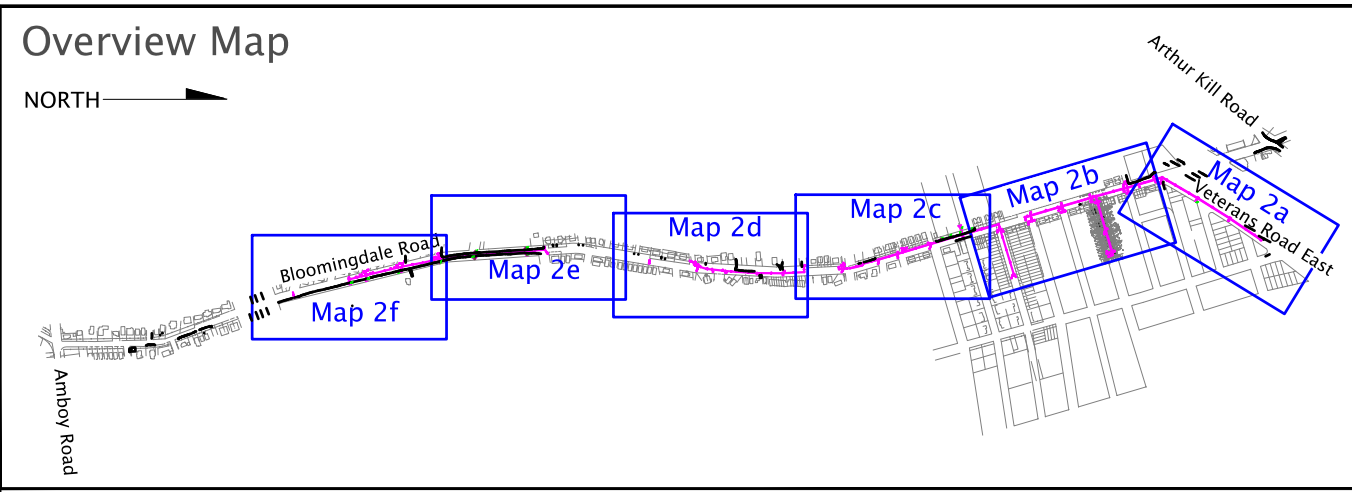 Overview Map
NORTH
Arthur Kill Road
Map 2a
Veterans Road East
Map 2b
Map 2c
Map 2d
Bloomingdale Road
Map 2e
Map 2f
Amboy Road